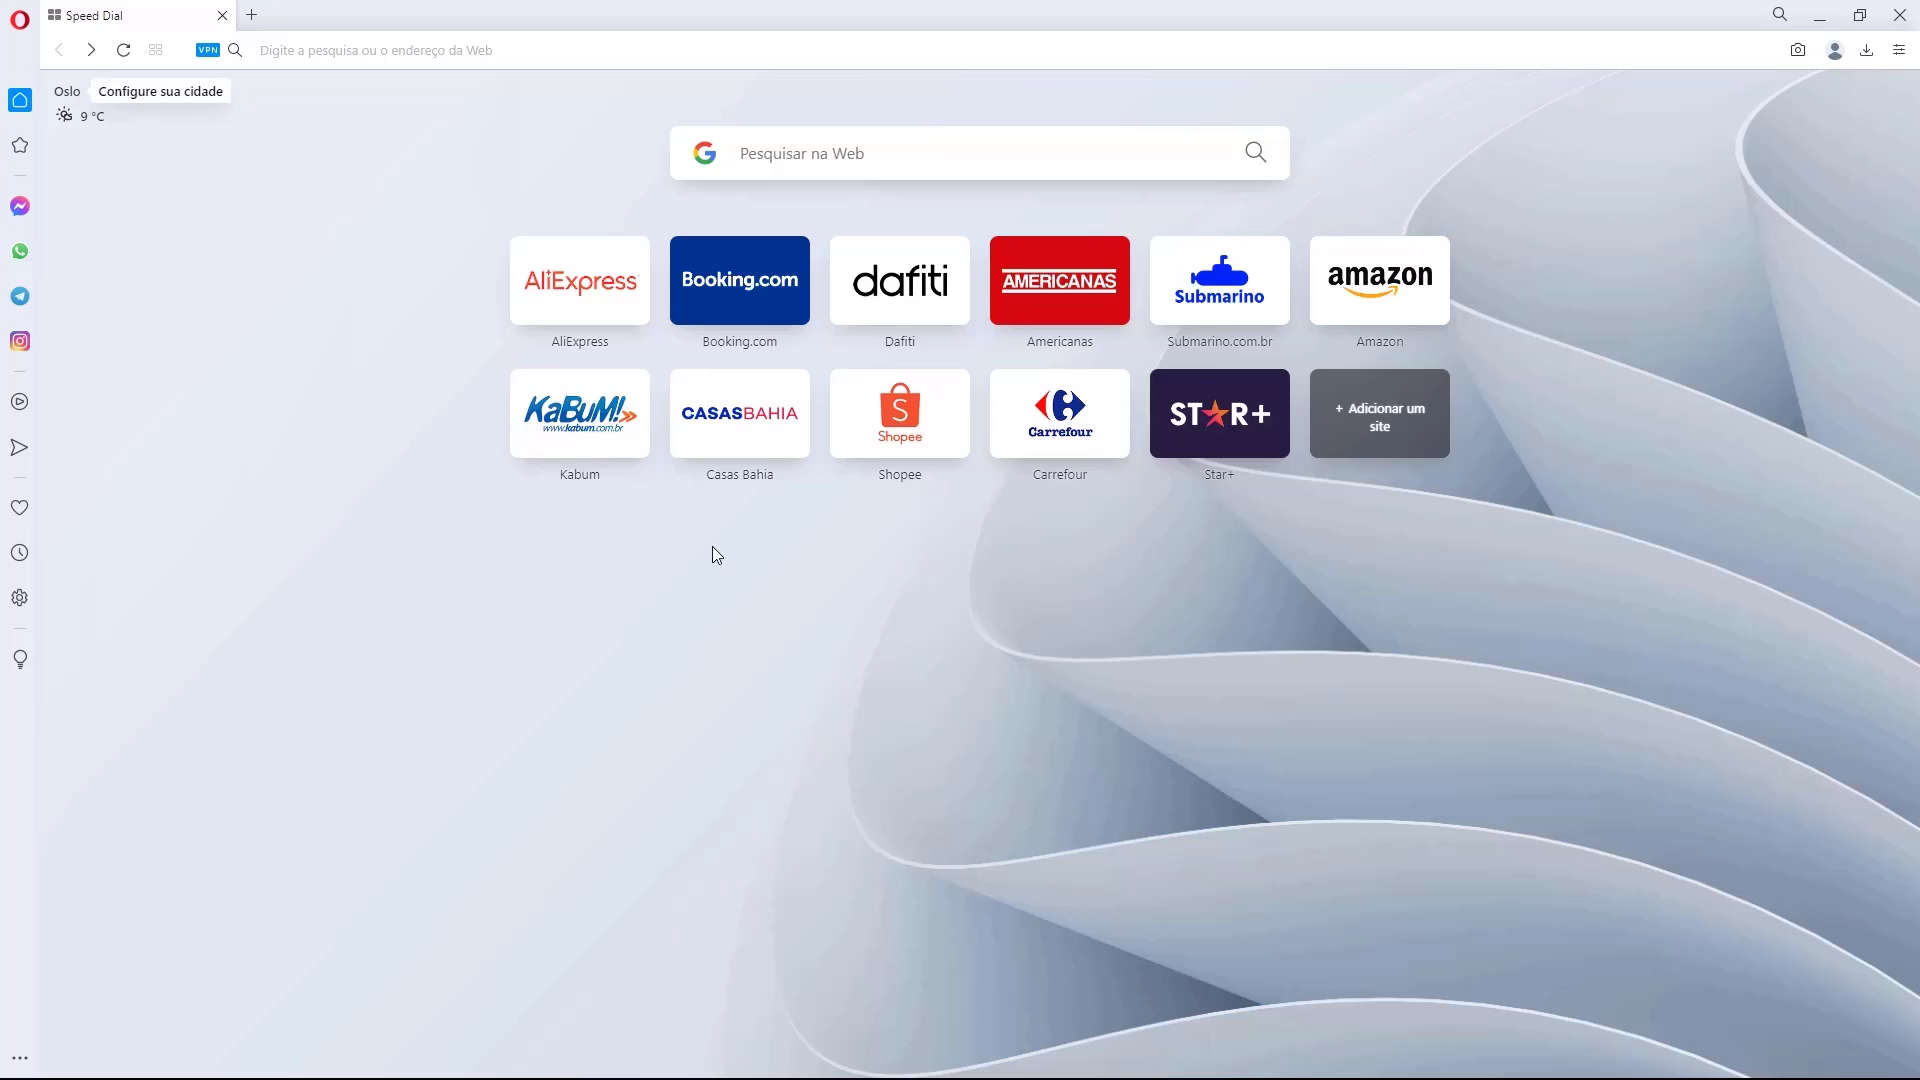 Speed Dial
VPN
Digite a pesquisa ou o endereço da Web
Oslo
Configure sua cidade
9 °C
Pesquisar na Web
AliExpress
Booking.com
dafiti
AMERICANAS
Submarino
amazon
AliExpress
Booking.com
Dafiti
Americanas
Submarino.com.br
Amazon
KaBuM!
www.kabum.com.br
CASASBAHIA
S
Shopee
Carrefour
ST★R+
+ Adicionar um
site
Kabum
Casas Bahia
Shopee
Carrefour
Star+